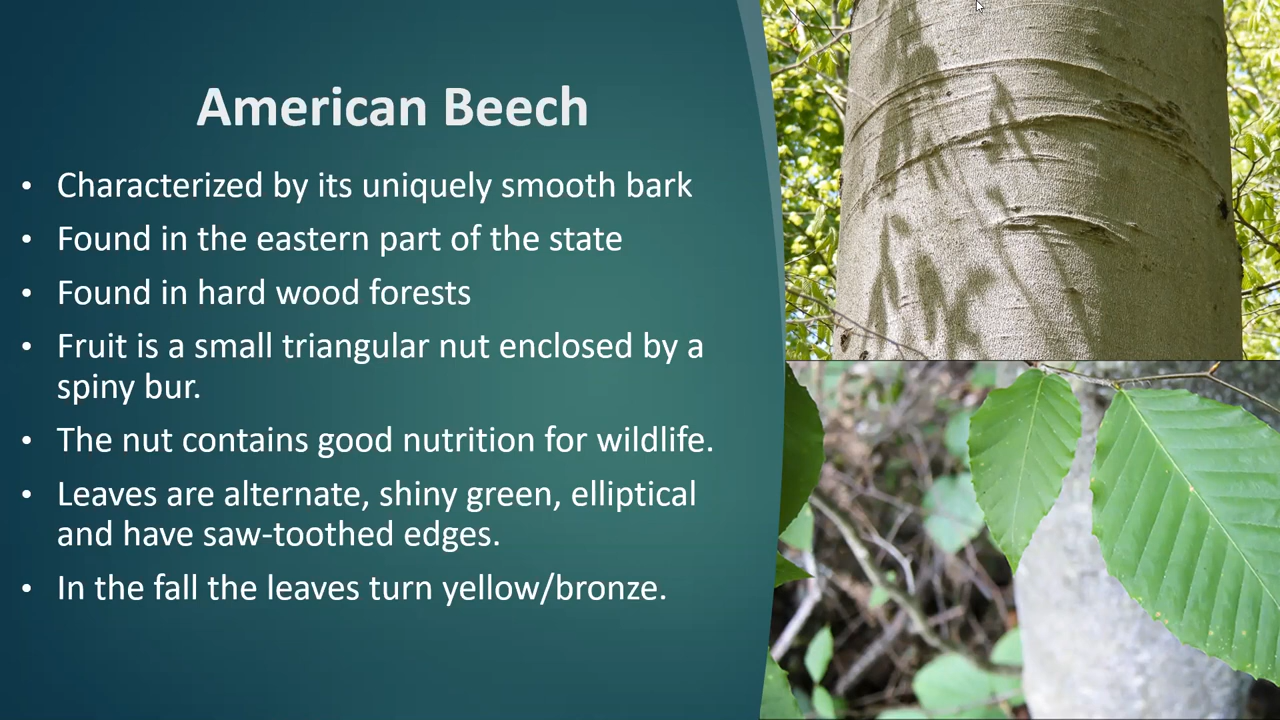 American Beech
• Characterized by its uniquely smooth bark
• Found in the eastern part of the state
• Found in hard wood forests
• Fruit is a small triangular nut enclosed by a
spiny bur.
• The nut contains good nutrition for wildlife.
• Leaves are alternate, shiny green, elliptical
and have saw-toothed edges.
• In the fall the leaves turn yellow/bronze.